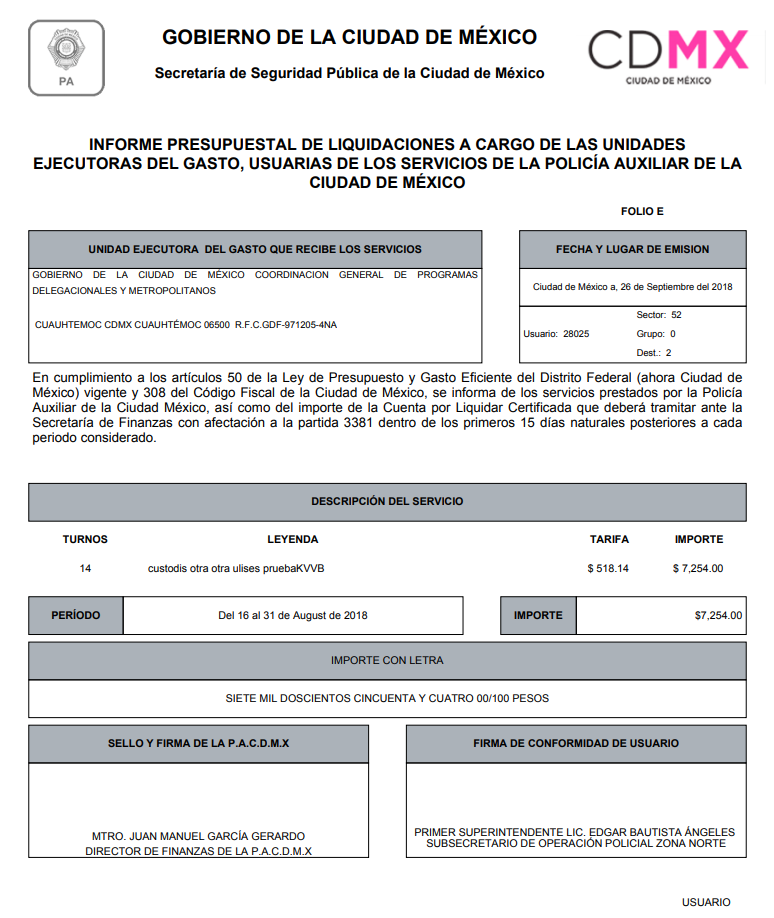 PA
GOBIERNO DE LA CIUDAD DE MÉXICO
Secretaría de Seguridad Pública de la Ciudad de México
CDMX
CIUDAD DE MÉXICO
INFORME PRESUPUESTAL DE LIQUIDACIONES A CARGO DE LAS UNIDADES
EJECUTORAS DEL GASTO, USUARIAS DE LOS SERVICIOS DE LA POLICÍA AUXILIAR DE LA
CIUDAD DE MÉXICO
FOLIO E
UNIDAD EJECUTORA DEL GASTO QUE RECIBE LOS SERVICIOS
GOBIERNO DE LA CIUDAD DE MÉXICO COORDINACION GENERAL DE PROGRAMAS
DELEGACIONALES Y METROPOLITANOS
CUAUHTEMOC CDMX CUAUHTÉMOC 06500 R.F.C.GDF-971205-4NA
FECHA Y LUGAR DE EMISION
Ciudad de México a, 26 de Septiembre del 2018
Sector: 52
Usuario: 28025
Grupo: 0
Dest.: 2
En cumplimiento a los artículos 50 de la Ley de Presupuesto y Gasto Eficiente del Distrito Federal (ahora Ciudad de
México) vigente y 308 del Código Fiscal de la Ciudad de México, se informa de los servicios prestados por la Policía
Auxiliar de la Ciudad México, así como del importe de la Cuenta por Liquidar Certificada que deberá tramitar ante la
Secretaría de Finanzas con afectación a la partida 3381 dentro de los primeros 15 días naturales posteriores a cada
periodo considerado.
DESCRIPCIÓN DEL SERVICIO
TURNOS LEYENDA TARIFA IMPORTE
14 custodis otra otra ulises pruebaKVVB $ 518.14 $ 7,254.00
PERÍODO Del 16 al 31 de August de 2018 IMPORTE $7,254.00
IMPORTE CON LETRA
SIETE MIL DOSCIENTOS CINCUENTA Y CUATRO 00/100 PESOS
SELLO Y FIRMA DE LA P.A.C.D.M.X
MTRO. JUAN MANUEL GARCÍA GERARDO
DIRECTOR DE FINANZAS DE LA P.A.C.D.M.X
FIRMA DE CONFORMIDAD DE USUARIO
PRIMER SUPERINTENDENTE LIC. EDGAR BAUTISTA ÁNGELES
SUBSECRETARIO DE OPERACIÓN POLICIAL ZONA NORTE
USUARIO